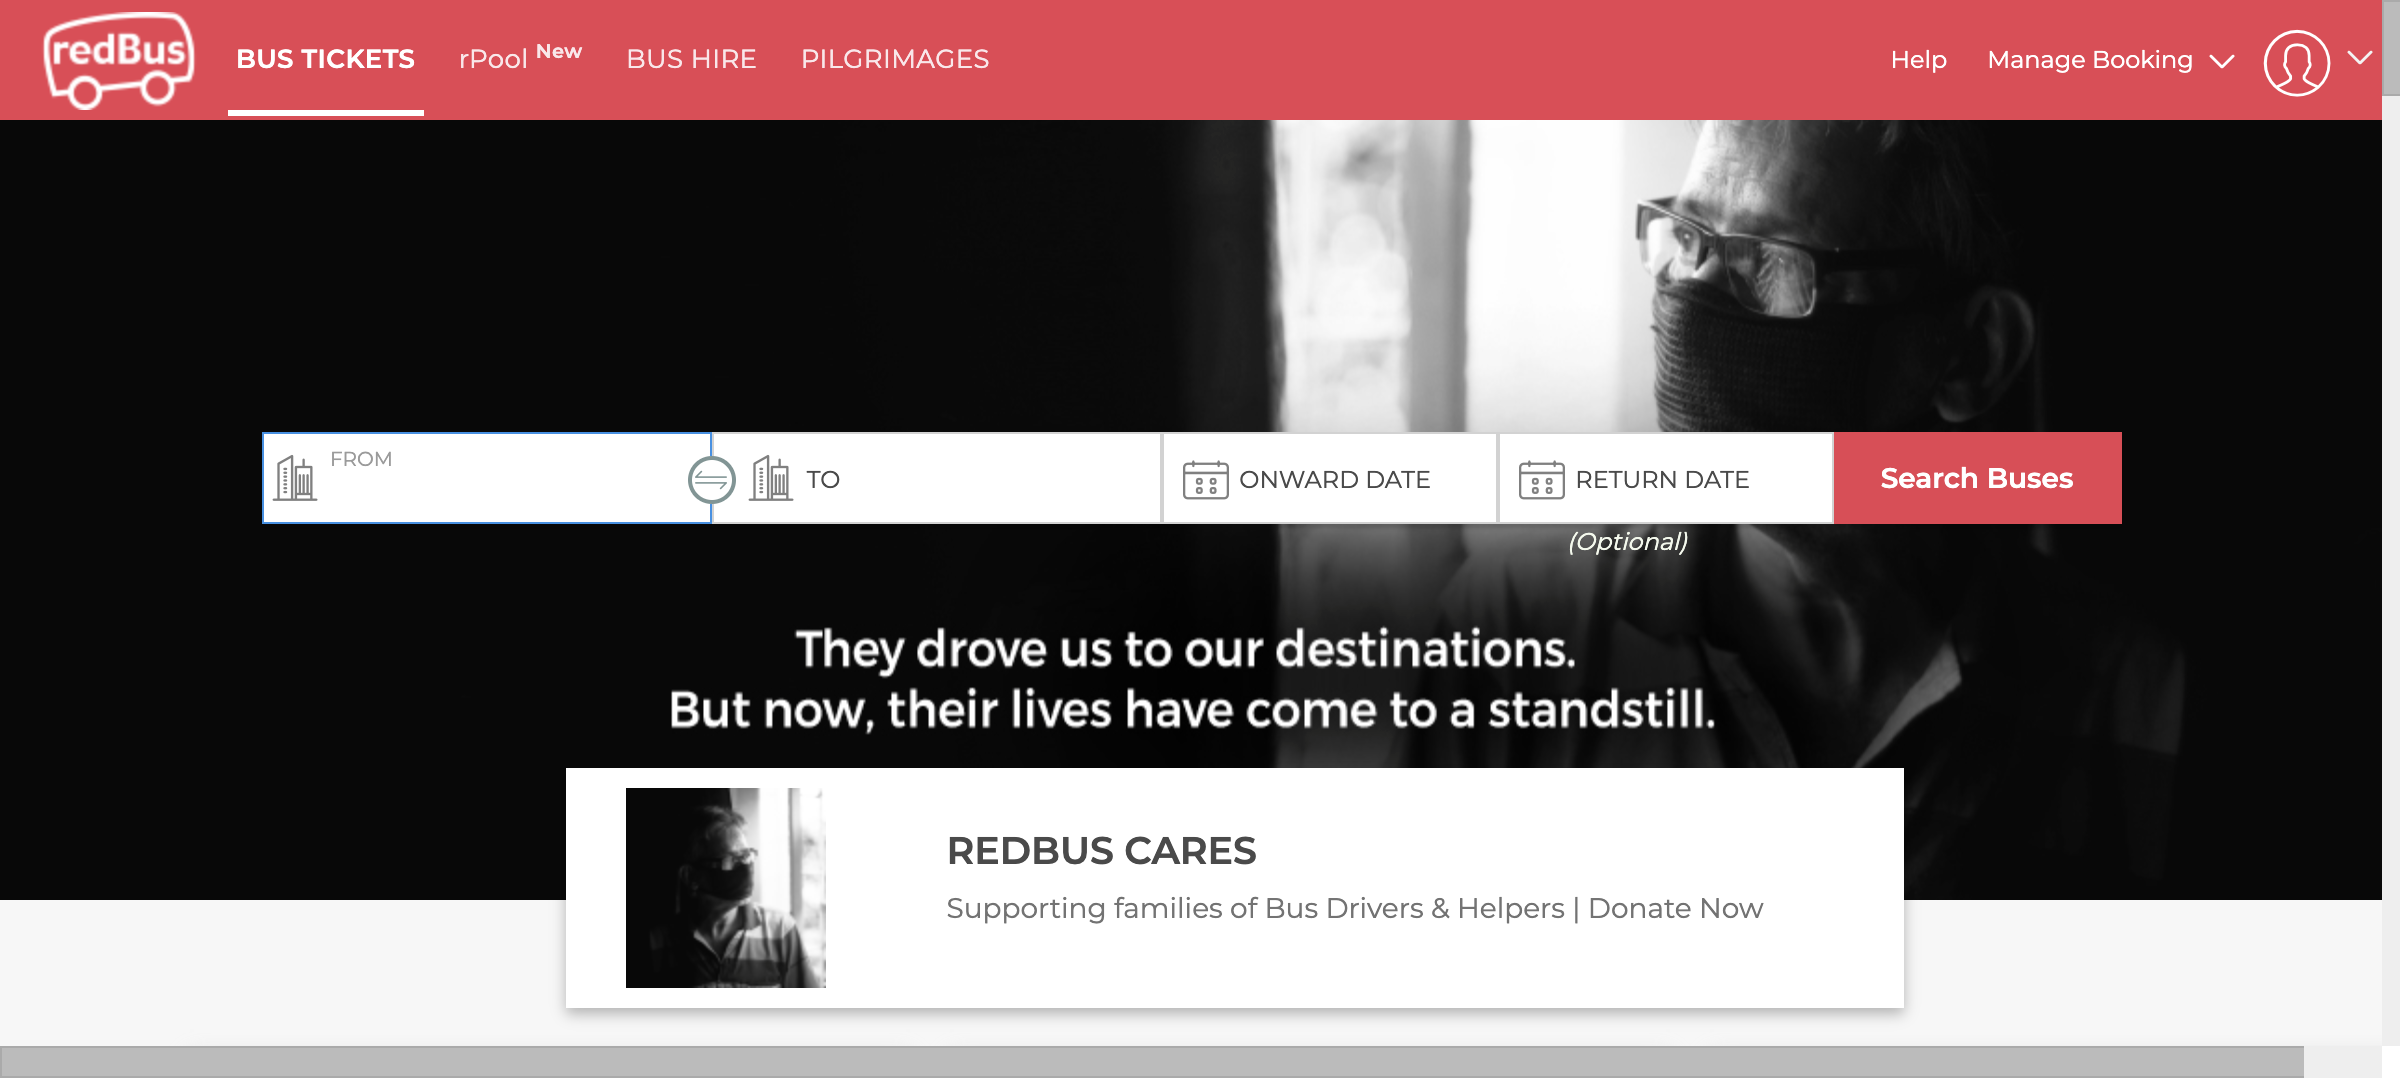 redBus
BUS TICKETS
rPool New
BUS HIRE
PILGRIMAGES
Help
Manage Booking
FROM
TO
ONWARD DATE
RETURN DATE
Search Buses
(Optional)
They drove us to our destinations.
But now, their lives have come to a standstill.
REDBUS CARES
Supporting families of Bus Drivers & Helpers | Donate Now